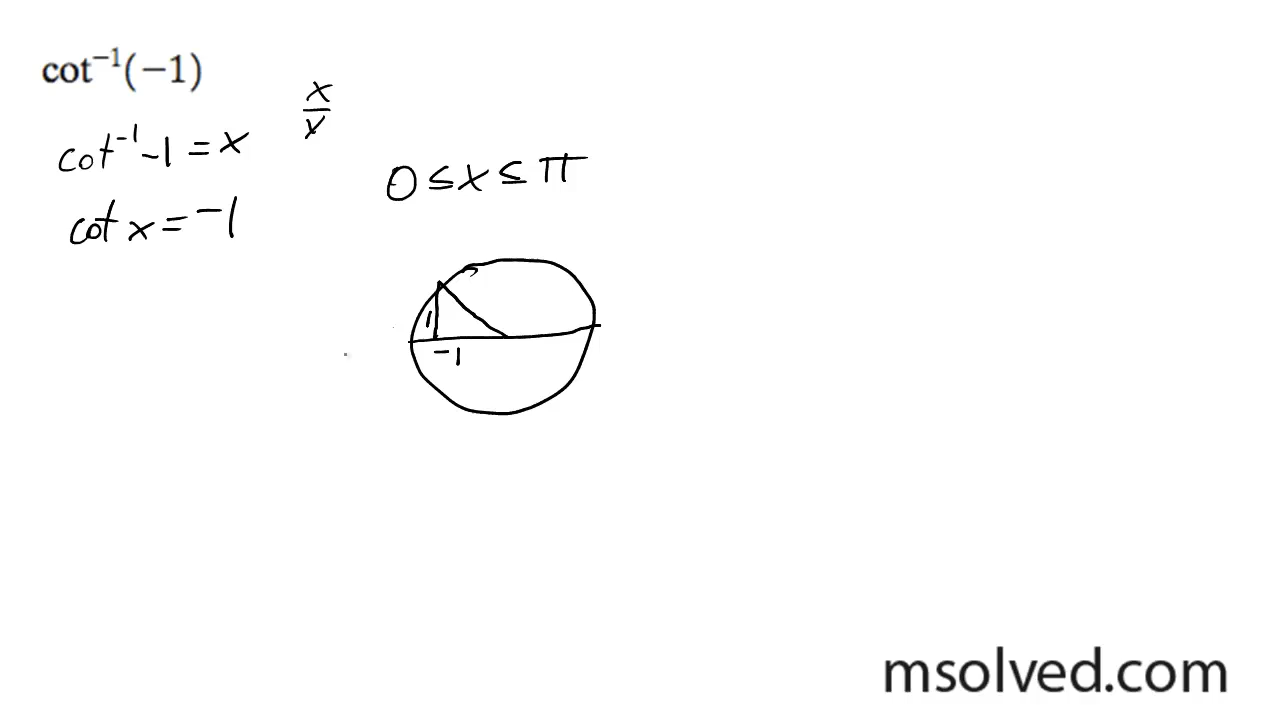 cot⁻¹(−1)
x/y
cot⁻¹ -1 = x
0 ≤ x ≤ π
cot x = -1
1
-1
msolved.com